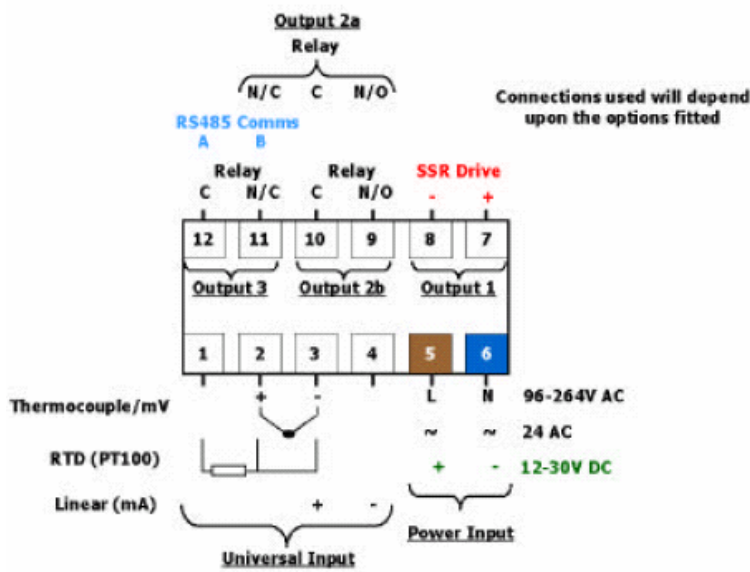 Output 2a
Relay
N/C C N/O
Connections used will depend
upon the options fitted
RS485 Comms
A B
Relay Relay SSR Drive
C N/C C N/O - +
12 11 10 9 8 7
Output 3 Output 2b Output 1
1 2 3 4 5 6
+ - L N 96-264V AC
Thermocouple/mV
~ ~ 24 AC
RTD (PT100) + - 12-30V DC
Linear (mA) + -
Power Input
Universal Input